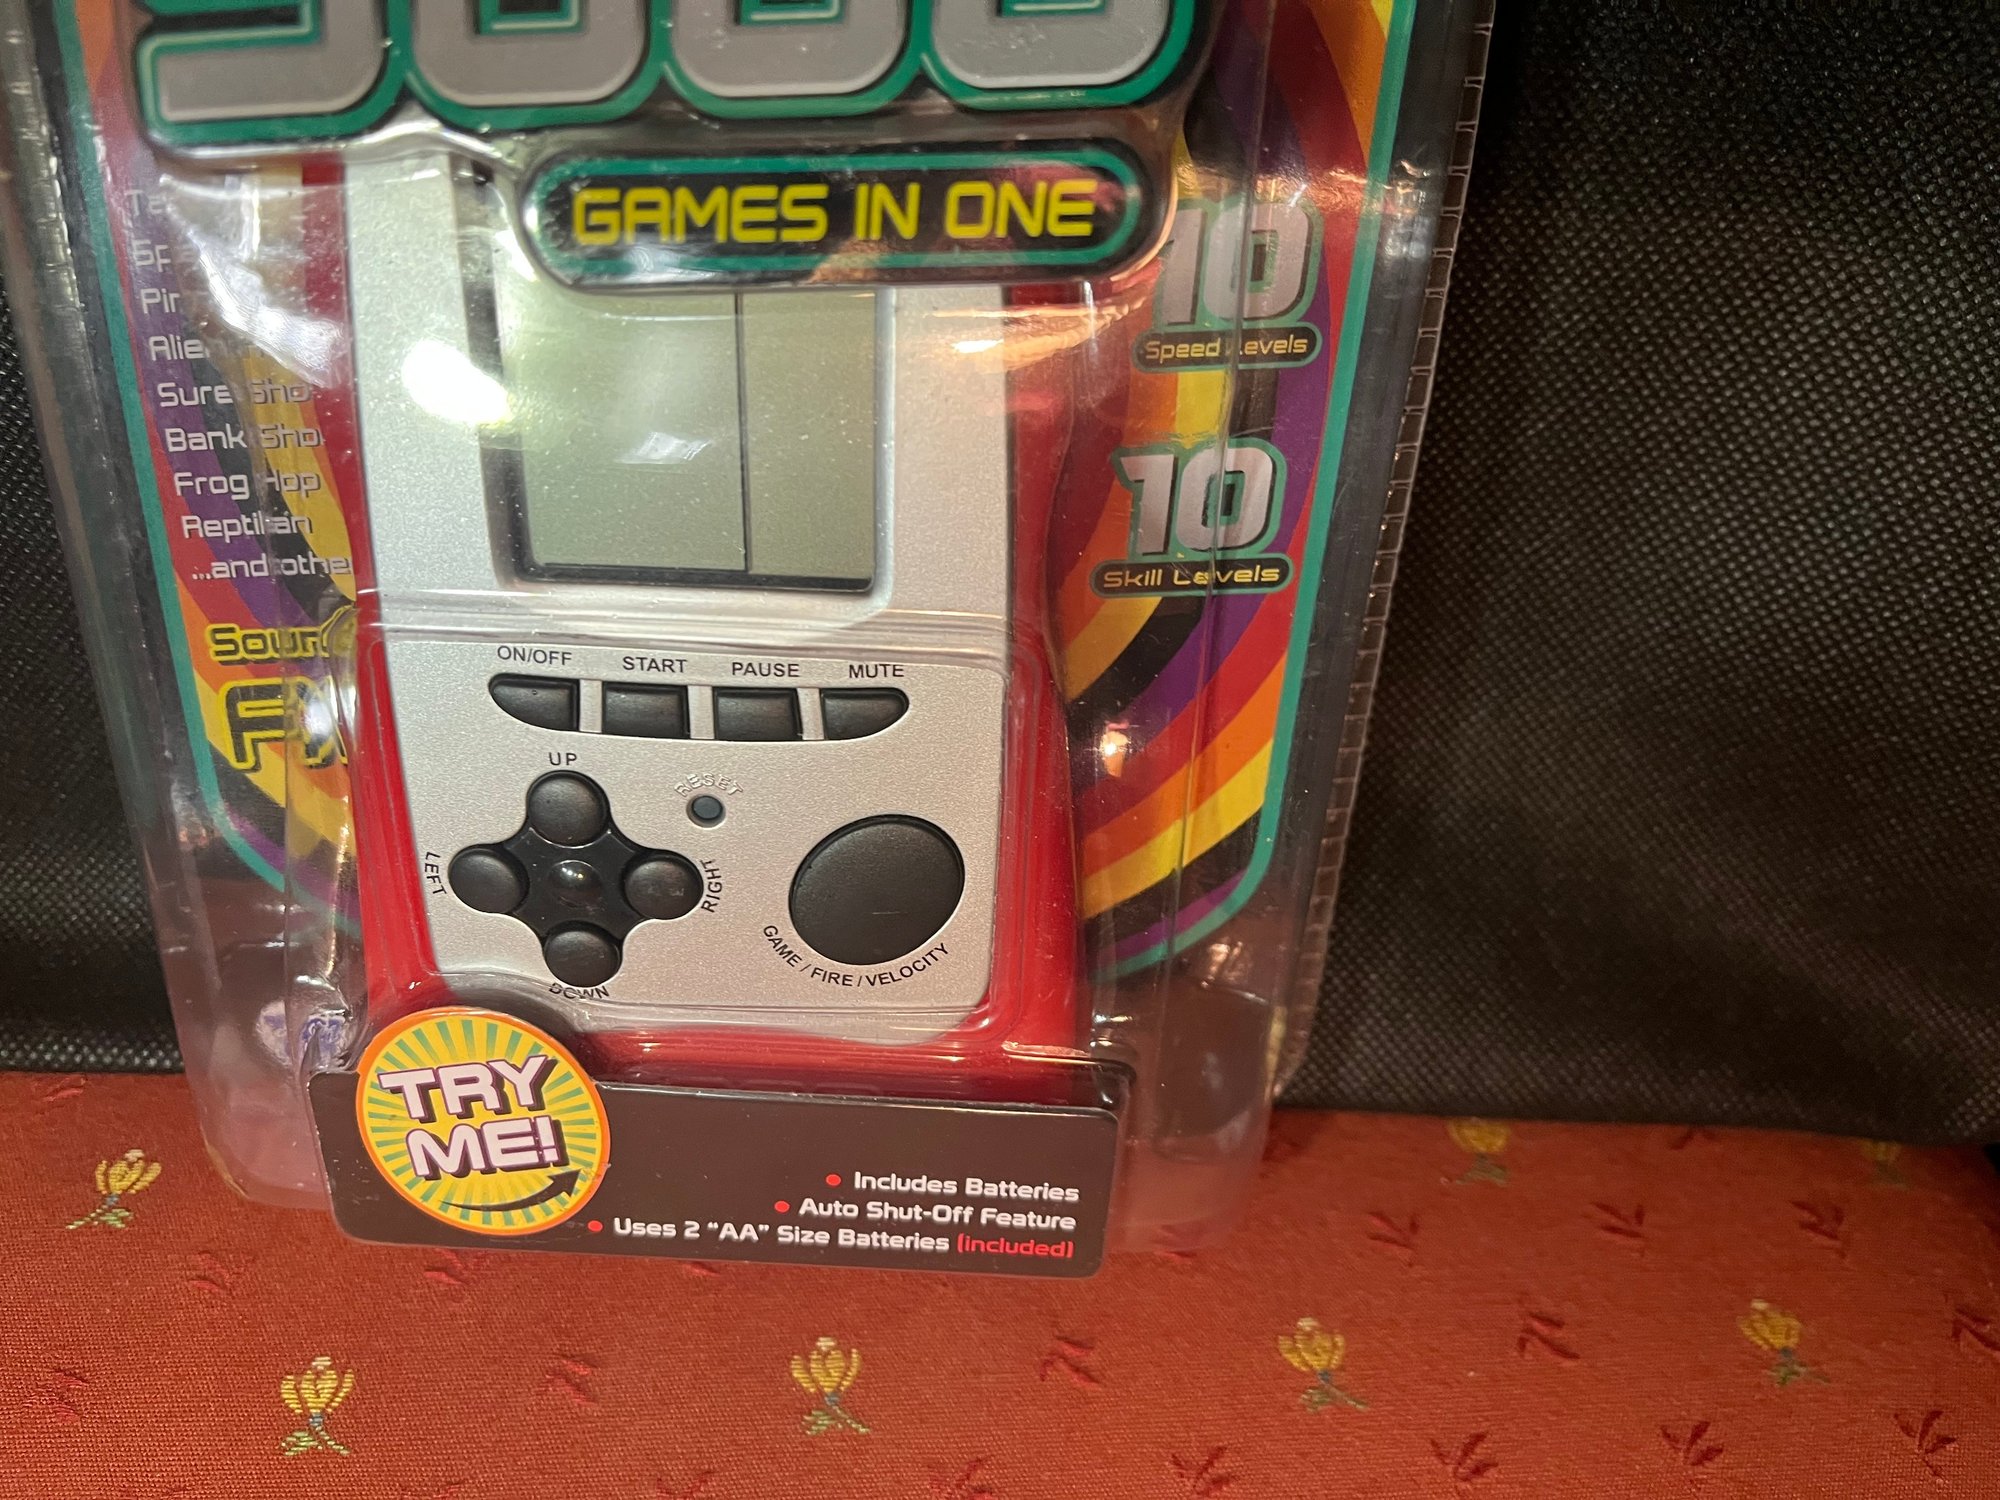 GAMES IN ONE
10
Speed Levels
Sure Sho
Bank Sho
Frog Hop
Reptilian
...and othe
10
Skill Levels
ON/OFF
START
PAUSE
MUTE
UP
RESET
LEFT
RIGHT
DOWN
GAME / FIRE / VELOCITY
TRY
ME!
• Includes Batteries
• Auto Shut-Off Feature
• Uses 2 “AA” Size Batteries (included)